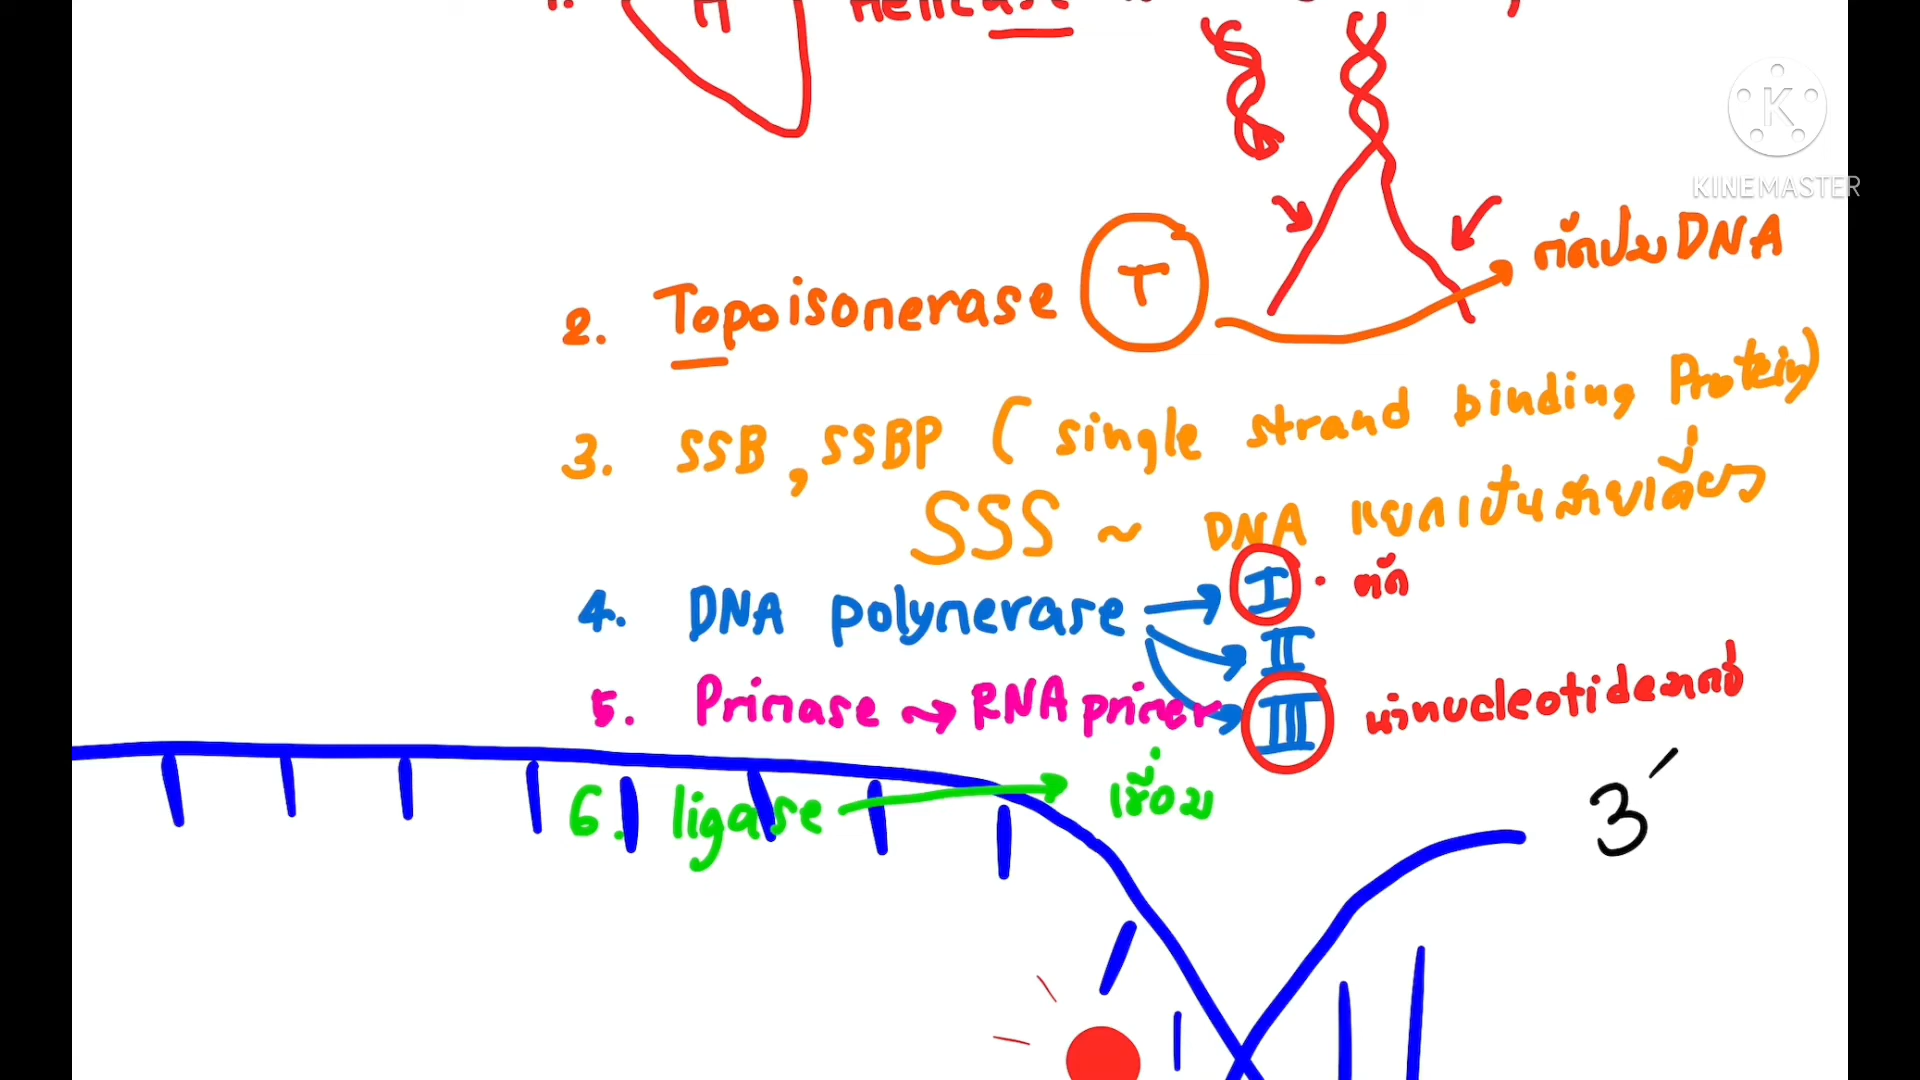 1. H Helicase
K
KINEMASTER
2. Topoisonerase T ตัดปม DNA
3. SSB, SSBP ( single strand binding Protein)
SSS ~ DNA แยกเป็นสายเดี่ยว
4. DNA polynerase I . ตัด
II
5. Primase RNA primer III นำnucleotideมาต่อ
6. ligase เชื่อม
3′